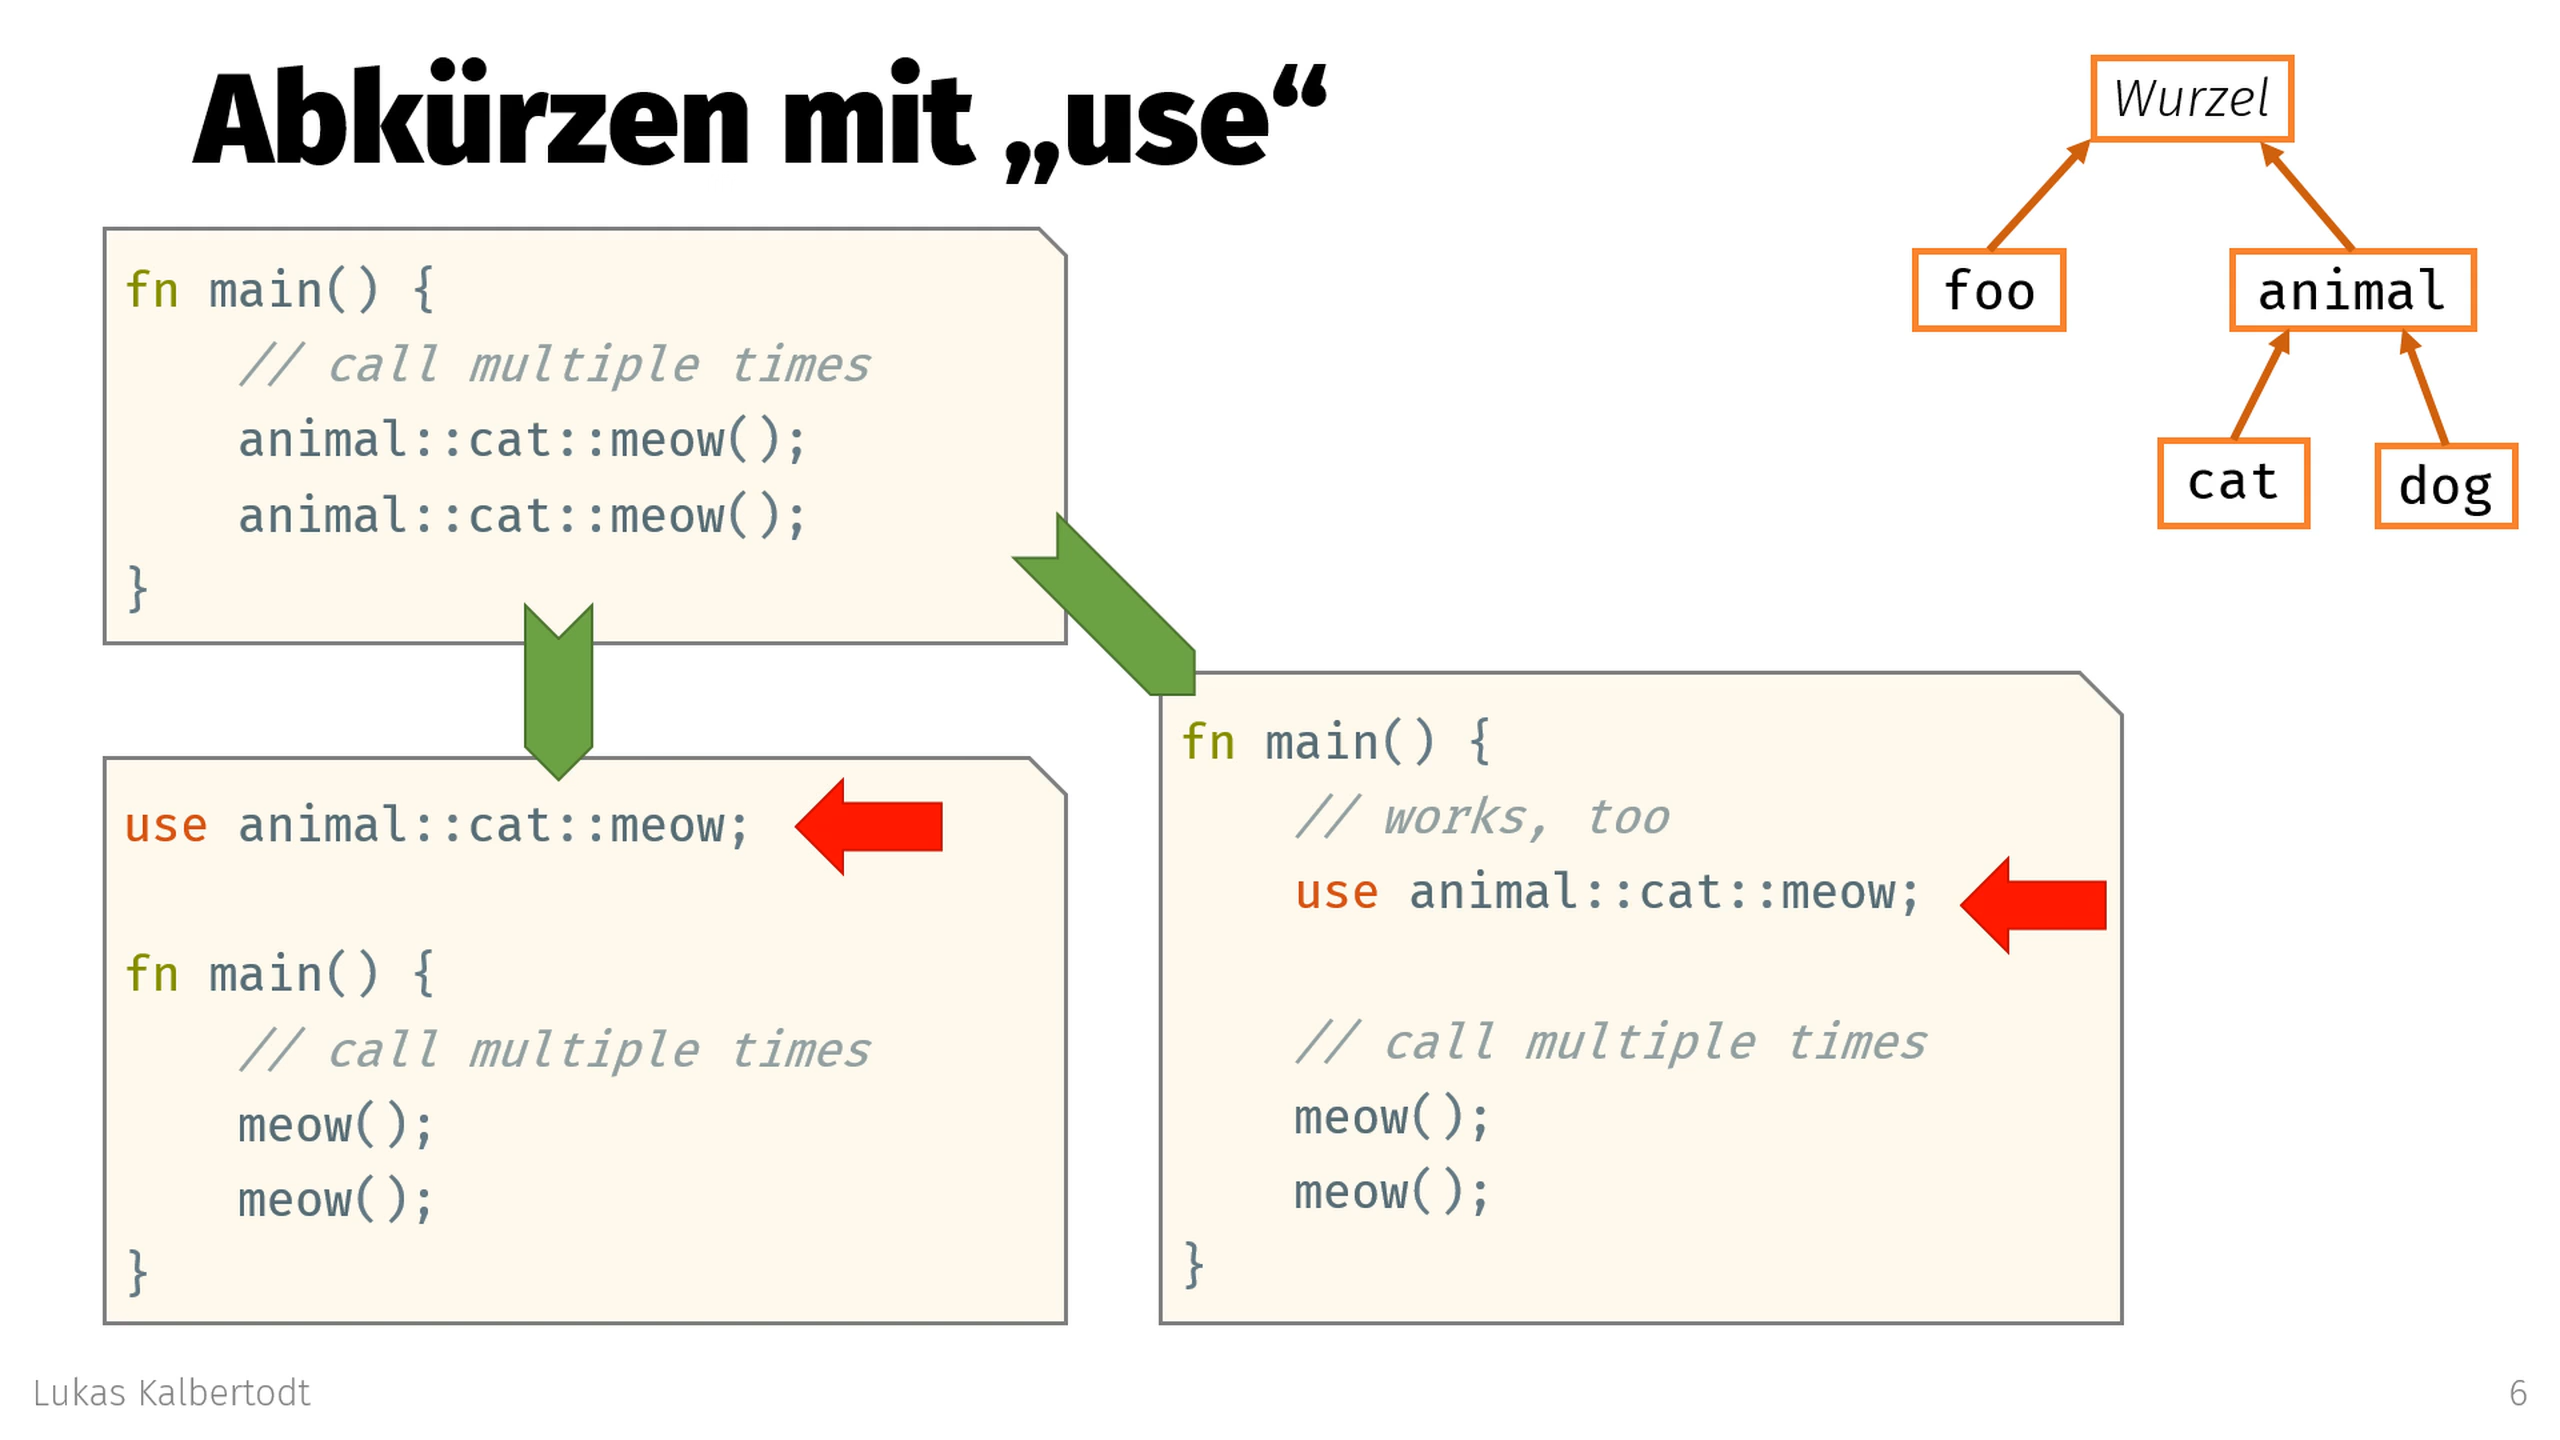 Abkürzen mit „use“
Wurzel
foo
animal
cat
dog
fn main() {
// call multiple times
animal::cat::meow();
animal::cat::meow();
}
use animal::cat::meow;
fn main() {
// call multiple times
meow();
meow();
}
fn main() {
// works, too
use animal::cat::meow;
// call multiple times
meow();
meow();
}
Lukas Kalbertodt
6